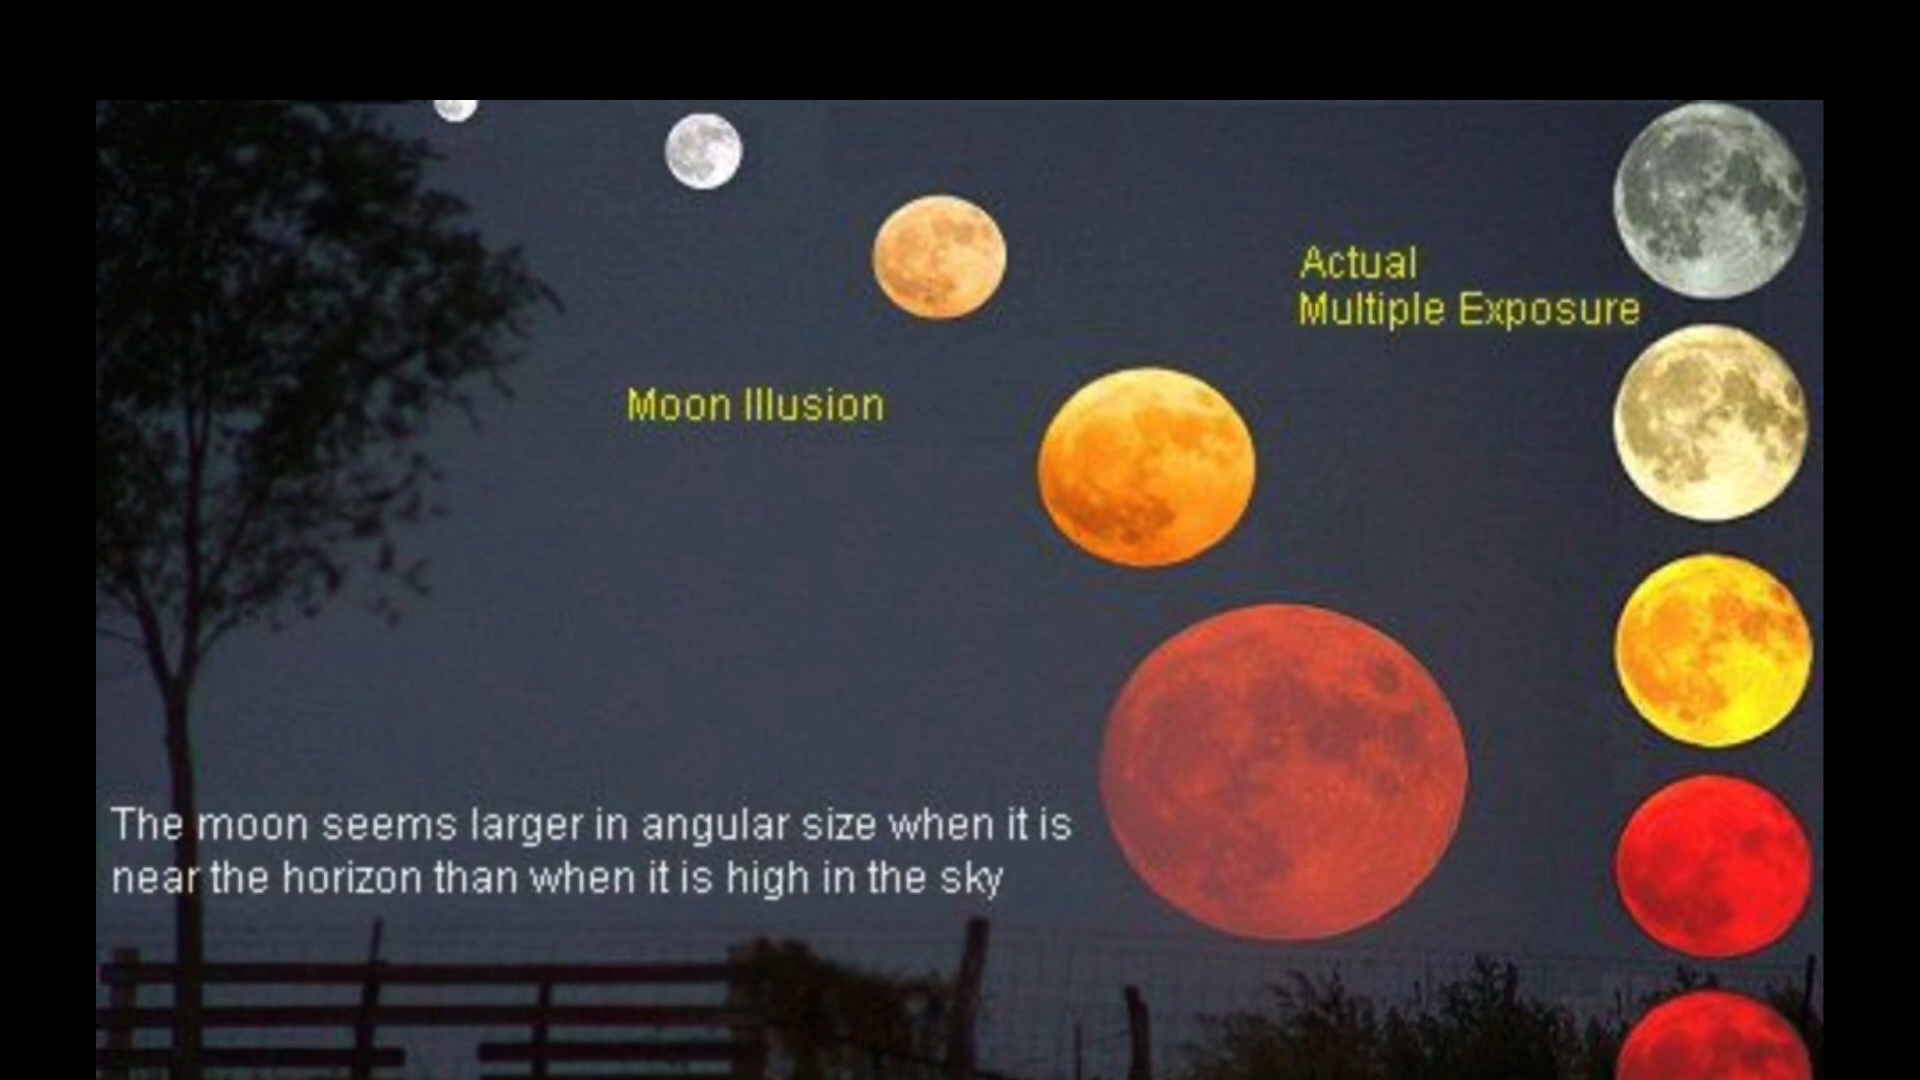 Actual
Multiple Exposure
Moon Illusion
The moon seems larger in angular size when it is
near the horizon than when it is high in the sky